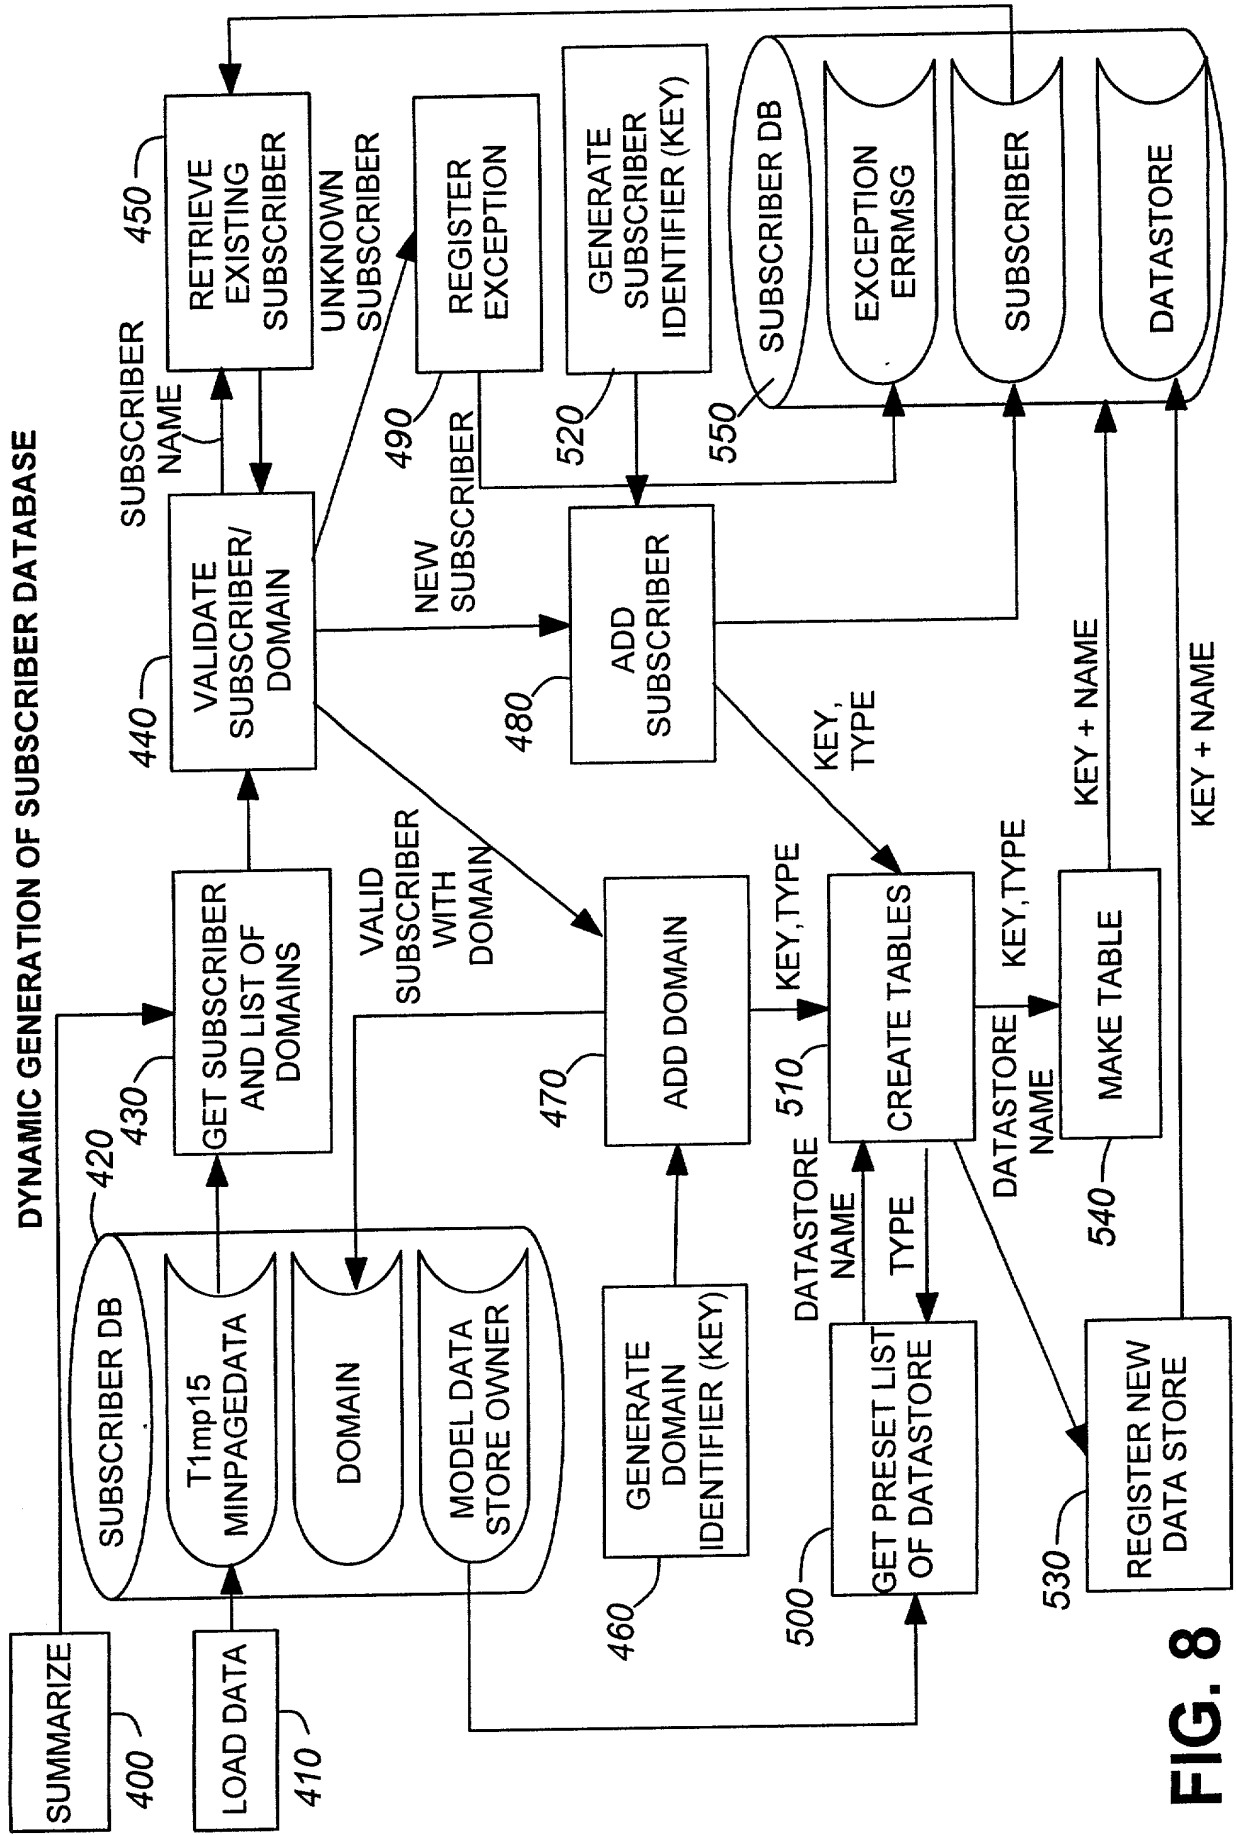 DYNAMIC GENERATION OF SUBSCRIBER DATABASE
SUMMARIZE
400
LOAD DATA
410
420
SUBSCRIBER DB
T1mp15
MINPAGEDATA
DOMAIN
MODEL DATA
STORE OWNER
430
GET SUBSCRIBER
AND LIST OF
DOMAINS
440
VALIDATE
SUBSCRIBER/
DOMAIN
SUBSCRIBER
NAME
450
RETRIEVE
EXISTING
SUBSCRIBER
UNKNOWN
SUBSCRIBER
490
REGISTER
EXCEPTION
NEW
SUBSCRIBER
520
GENERATE
SUBSCRIBER
IDENTIFIER (KEY)
480
ADD
SUBSCRIBER
VALID
SUBSCRIBER
WITH
DOMAIN
460
GENERATE
DOMAIN
IDENTIFIER (KEY)
470
ADD DOMAIN
KEY,TYPE
KEY,
TYPE
500
GET PRESET LIST
OF DATASTORE
DATASTORE
NAME
TYPE
510
CREATE TABLES
DATASTORE
NAME
KEY,TYPE
530
REGISTER NEW
DATA STORE
540
MAKE TABLE
KEY + NAME
KEY + NAME
550
SUBSCRIBER DB
EXCEPTION
ERRMSG
SUBSCRIBER
DATASTORE
FIG. 8